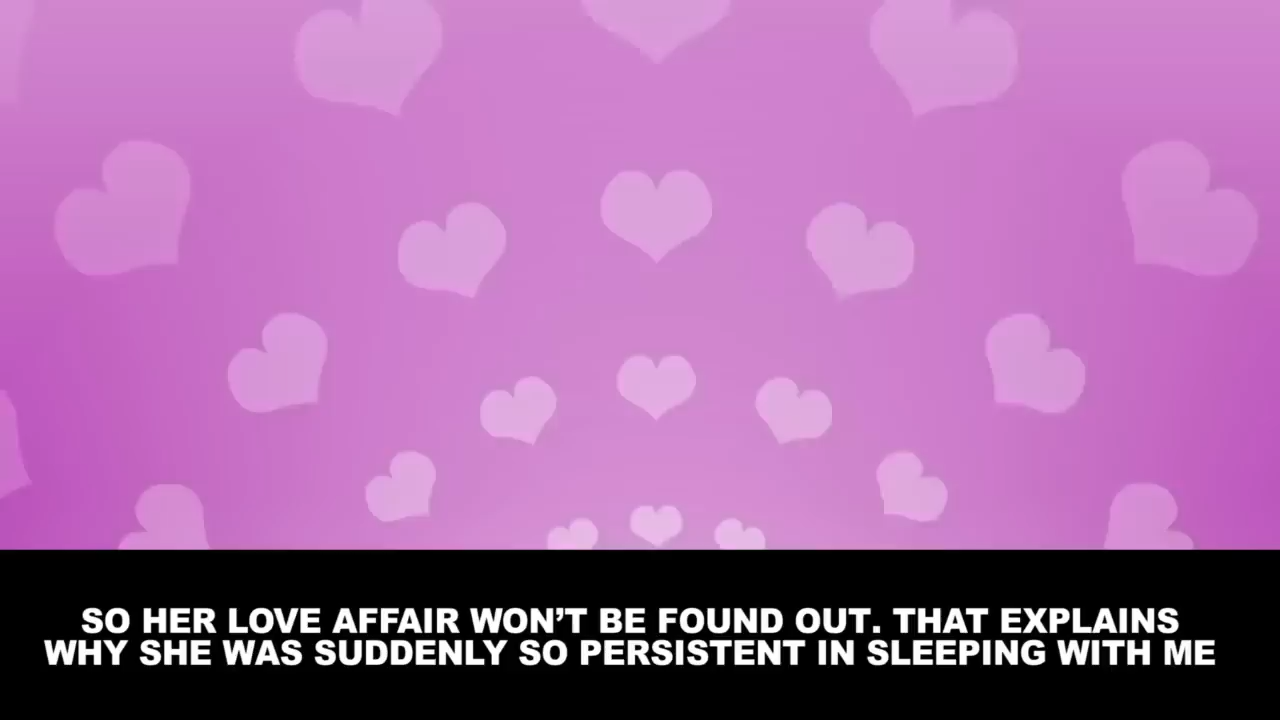 SO HER LOVE AFFAIR WON’T BE FOUND OUT. THAT EXPLAINS
WHY SHE WAS SUDDENLY SO PERSISTENT IN SLEEPING WITH ME